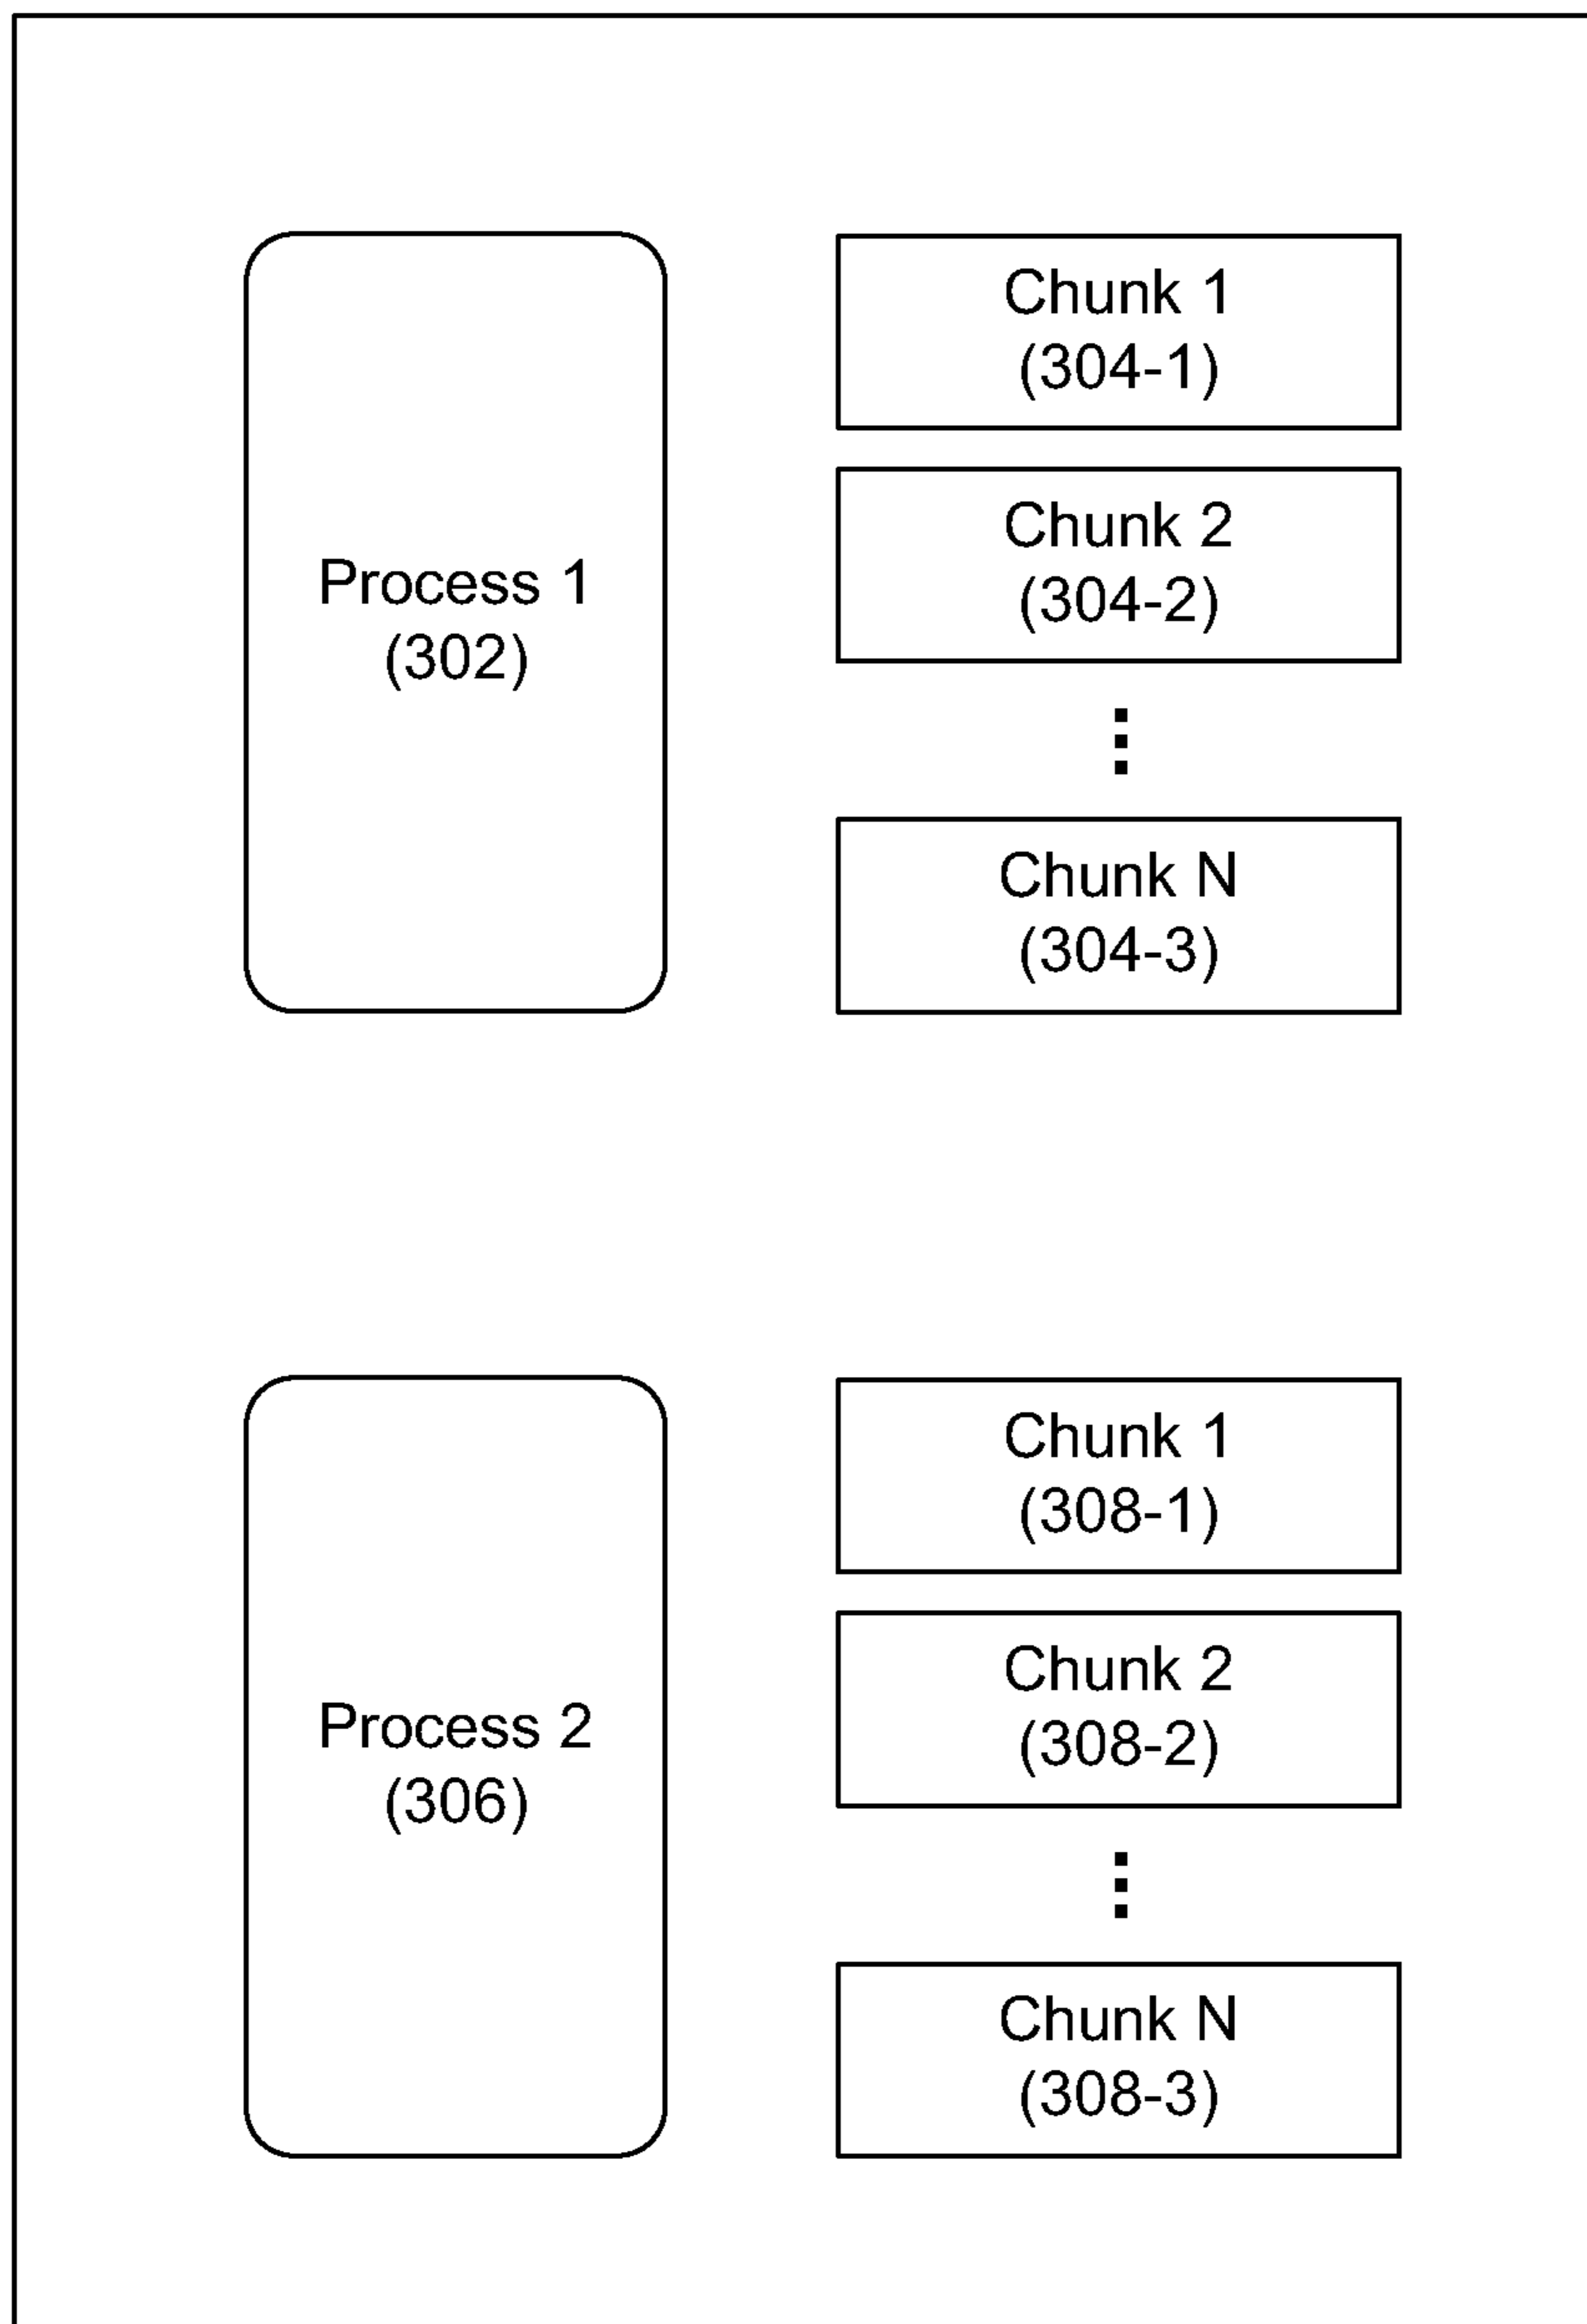 Process 1
(302)
Chunk 1
(304-1)
Chunk 2
(304-2)
Chunk N
(304-3)
Process 2
(306)
Chunk 1
(308-1)
Chunk 2
(308-2)
Chunk N
(308-3)